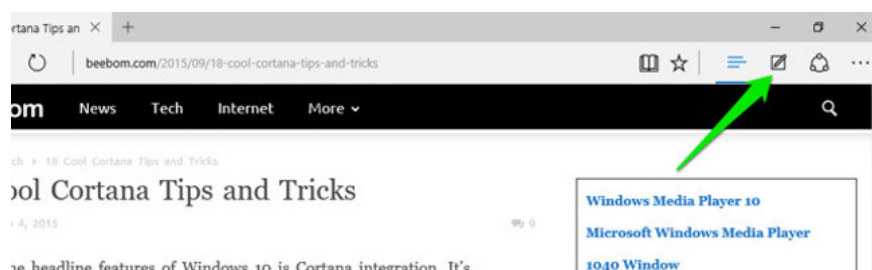 rtana Tips an
beebom.com/2015/09/18-cool-cortana-tips-and-tricks
om News Tech Internet More
ch › 18 Cool Cortana Tips and Tricks
ool Cortana Tips and Tricks
4, 2015 0
Windows Media Player 10
Microsoft Windows Media Player
1040 Window
he headline features of Windows 10 is Cortana integration. It's